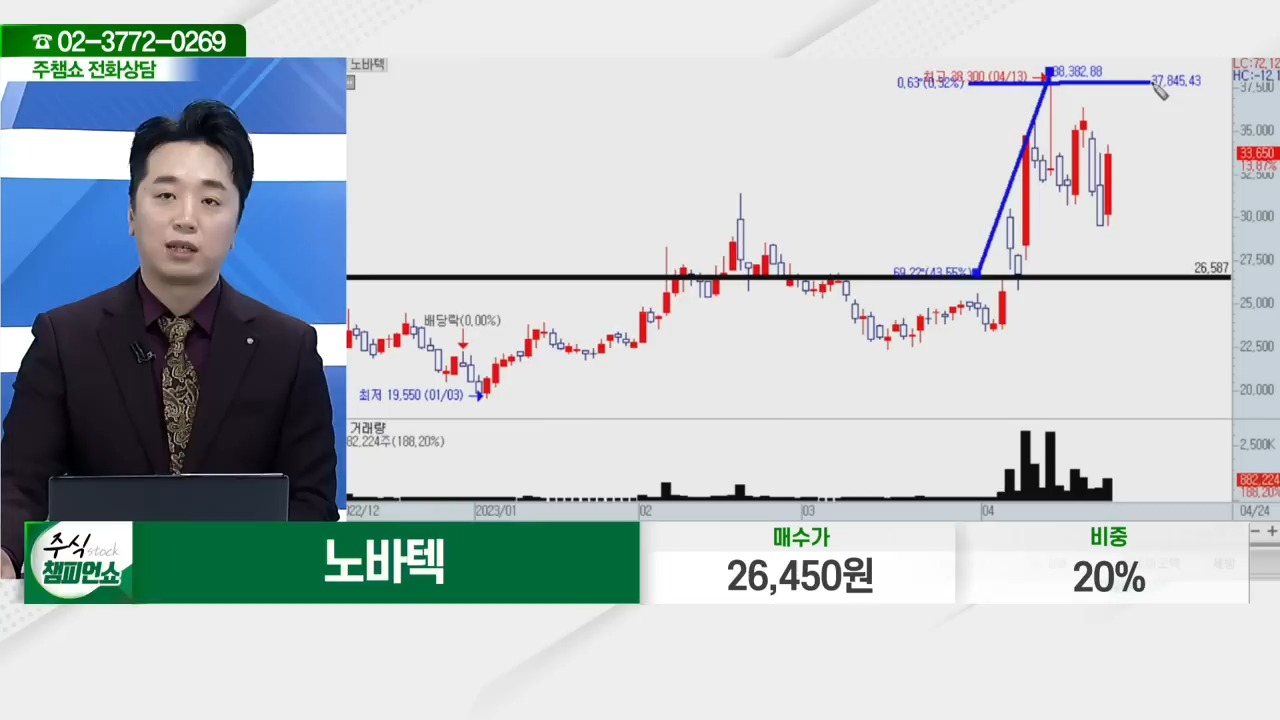 ☎ 02-3772-0269
주챔쇼 전화상담
노바텍
최고 38,300 (04/13)
38,382,88
0,63*(0,52%)
37,845,43
69,22*(43,55%)
26,587
배당락(0,00%)
최저 19,550 (01/03)
LC:72,12
HC:-12,1
37,500
35,000
33,650
13,87%
32,500
30,000
27,500
25,000
22,500
20,000
거래량
82,224주(188,20%)
2,500K
882,224
188,20%
22/12
2023/01
02
03
04
04/24
주식 stock
챔피언쇼
노바텍
매수가
26,450원
비중
20%